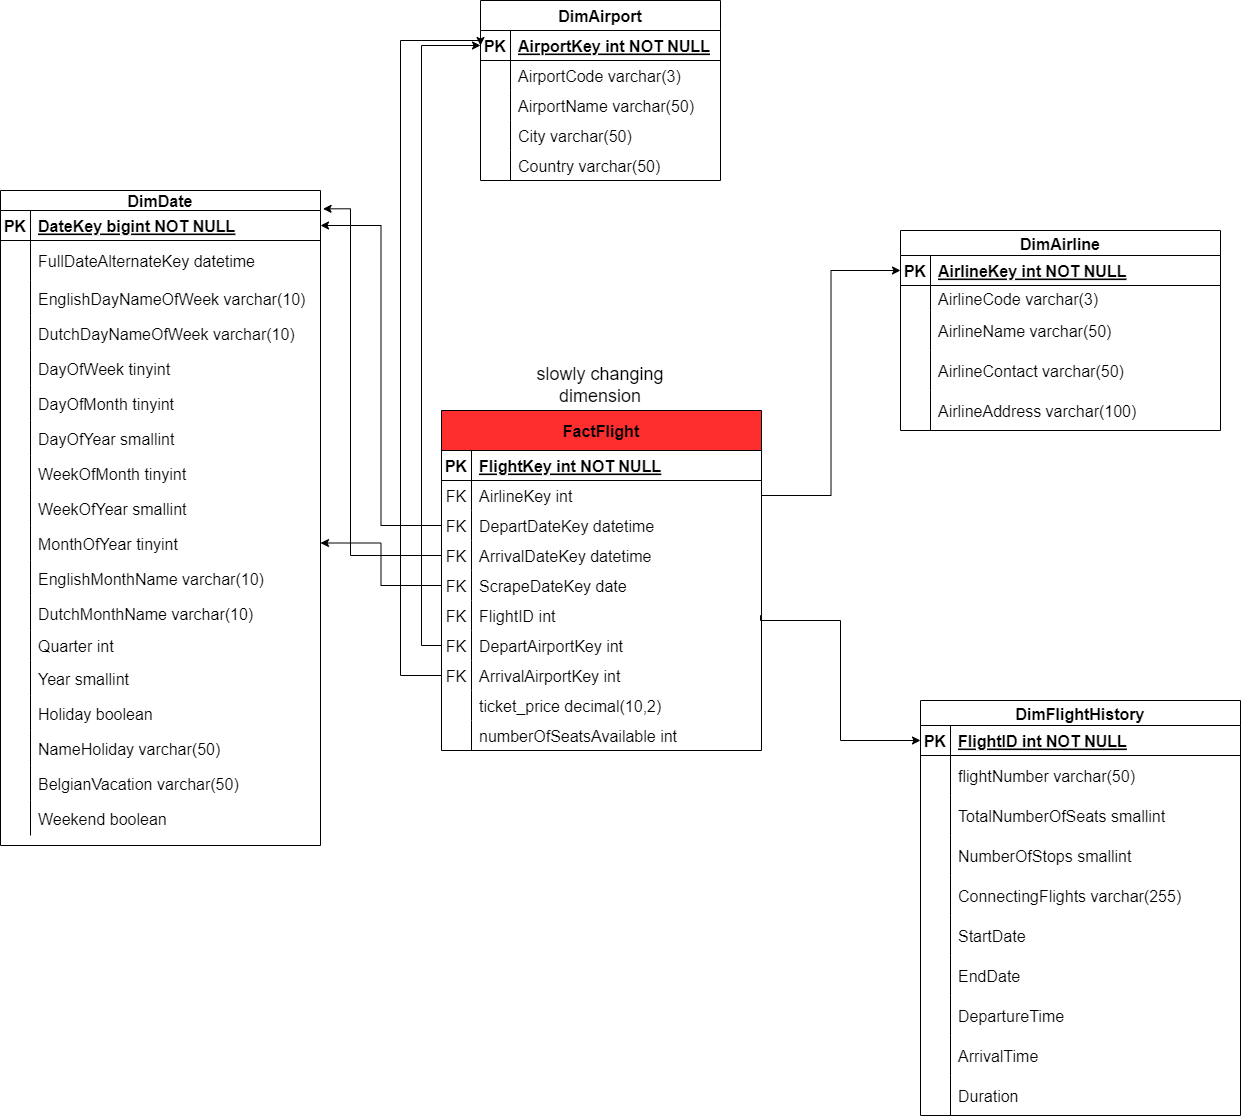 DimAirport
PK AirportKey int NOT NULL
AirportCode varchar(3)
AirportName varchar(50)
City varchar(50)
Country varchar(50)
DimDate
PK DateKey bigint NOT NULL
FullDateAlternateKey datetime
EnglishDayNameOfWeek varchar(10)
DutchDayNameOfWeek varchar(10)
DayOfWeek tinyint
DayOfMonth tinyint
DayOfYear smallint
WeekOfMonth tinyint
WeekOfYear smallint
MonthOfYear tinyint
EnglishMonthName varchar(10)
DutchMonthName varchar(10)
Quarter int
Year smallint
Holiday boolean
NameHoliday varchar(50)
BelgianVacation varchar(50)
Weekend boolean
DimAirline
PK AirlineKey int NOT NULL
AirlineCode varchar(3)
AirlineName varchar(50)
AirlineContact varchar(50)
AirlineAddress varchar(100)
slowly changing
dimension
FactFlight
PK FlightKey int NOT NULL
FK AirlineKey int
FK DepartDateKey datetime
FK ArrivalDateKey datetime
FK ScrapeDateKey date
FK FlightID int
FK DepartAirportKey int
FK ArrivalAirportKey int
ticket_price decimal(10,2)
numberOfSeatsAvailable int
DimFlightHistory
PK FlightID int NOT NULL
flightNumber varchar(50)
TotalNumberOfSeats smallint
NumberOfStops smallint
ConnectingFlights varchar(255)
StartDate
EndDate
DepartureTime
ArrivalTime
Duration